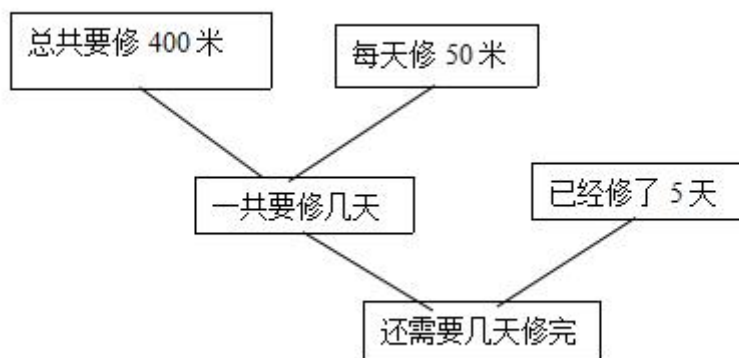 总共要修 400 米
每天修 50 米
一共要修几天
已经修了 5 天
还需要几天修完